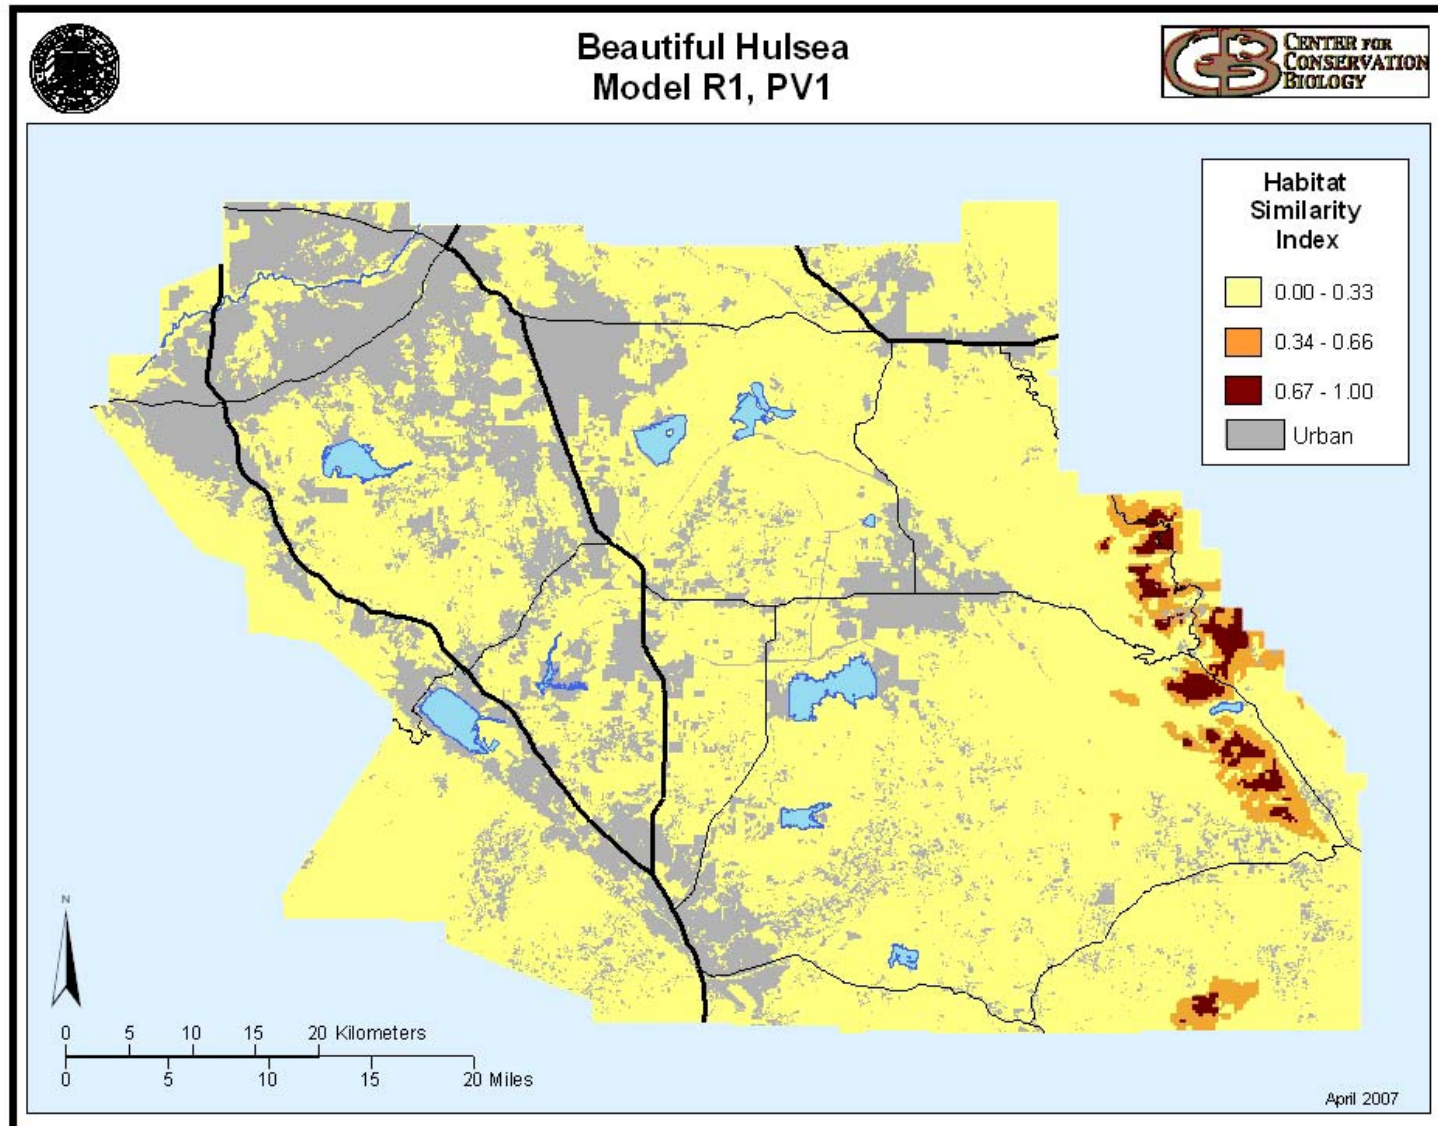 Beautiful Hulsea
Model R1, PV1
CENTER FOR
CONSERVATION
BIOLOGY
Habitat
Similarity
Index
0.00 - 0.33
0.34 - 0.66
0.67 - 1.00
Urban
N
0 5 10 15 20 Kilometers
0 5 10 15 20 Miles
April 2007